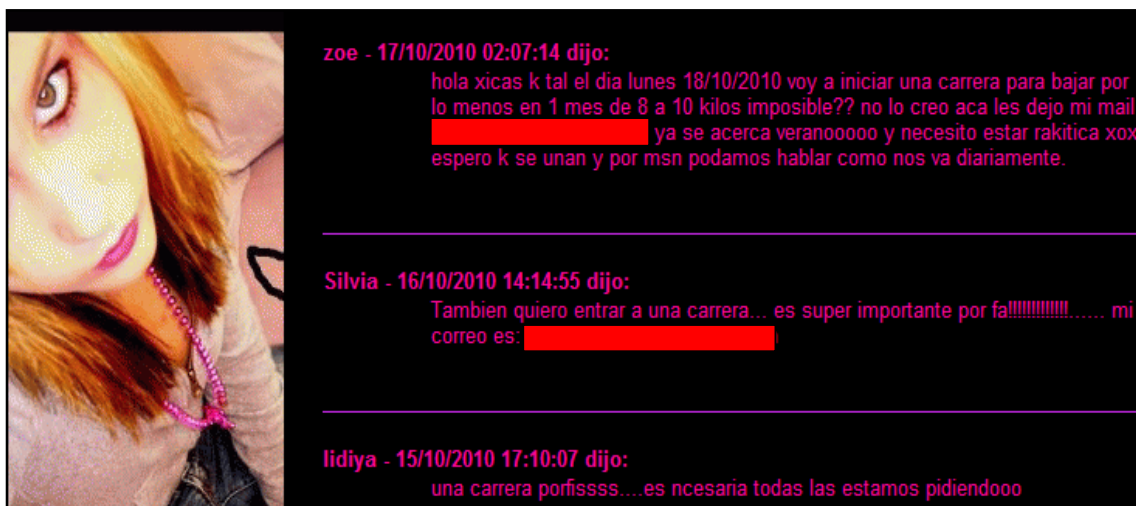 zoe - 17/10/2010 02:07:14 dijo:
hola xicas k tal el dia lunes 18/10/2010 voy a iniciar una carrera para bajar por
lo menos en 1 mes de 8 a 10 kilos imposible?? no lo creo aca les dejo mi mail
ya se acerca veranooooo y necesito estar rakitica xox
espero k se unan y por msn podamos hablar como nos va diariamente.
Silvia - 16/10/2010 14:14:55 dijo:
Tambien quiero entrar a una carrera... es super importante por fa!!!!!!!!!!!!!...... mi
correo es:
lidiya - 15/10/2010 17:10:07 dijo:
una carrera porfissss....es ncesaria todas las estamos pidiendooo